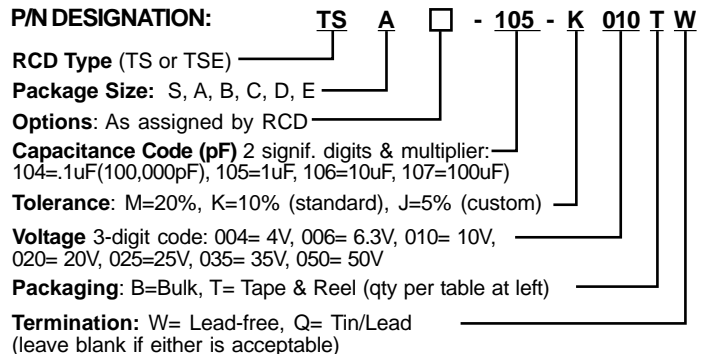 P/N DESIGNATION: TS A □ - 105 - K 010 T W
RCD Type (TS or TSE)
Package Size: S, A, B, C, D, E
Options: As assigned by RCD
Capacitance Code (pF) 2 signif. digits & multiplier:
104=.1uF(100,000pF), 105=1uF, 106=10uF, 107=100uF)
Tolerance: M=20%, K=10% (standard), J=5% (custom)
Voltage 3-digit code: 004= 4V, 006= 6.3V, 010= 10V,
020= 20V, 025=25V, 035= 35V, 050= 50V
Packaging: B=Bulk, T= Tape & Reel (qty per table at left)
Termination: W= Lead-free, Q= Tin/Lead
(leave blank if either is acceptable)